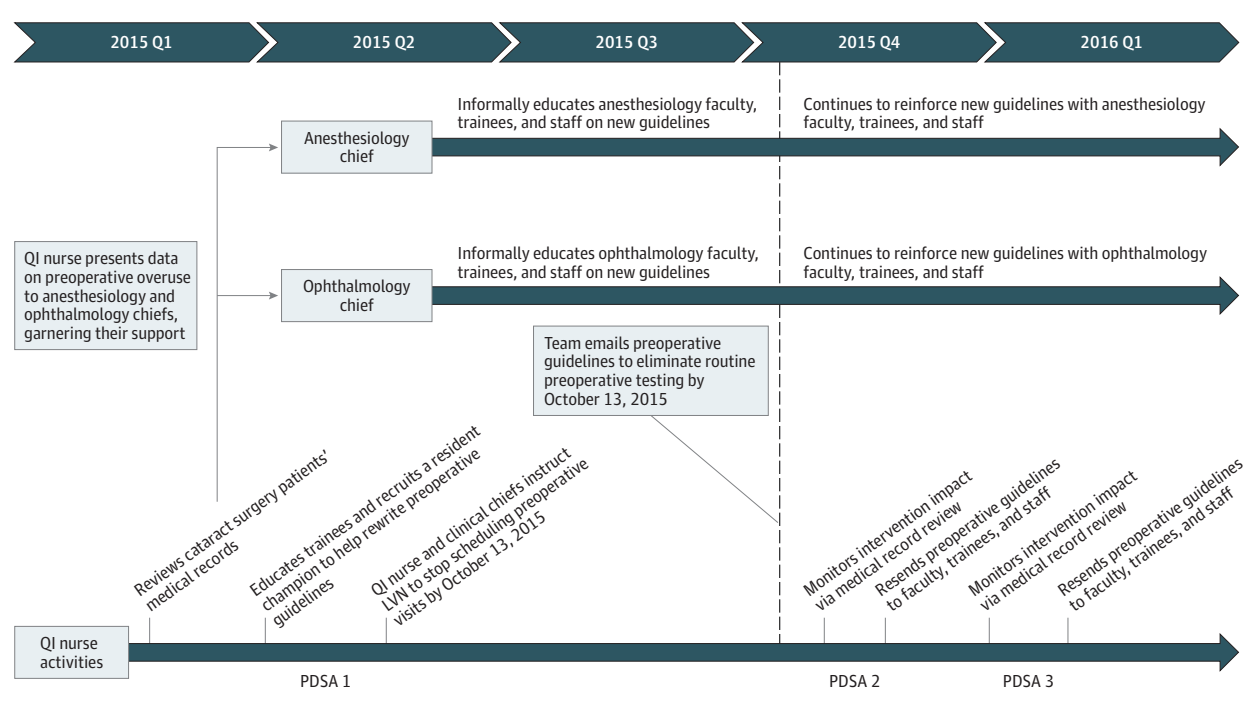 2015 Q1
2015 Q2
2015 Q3
2015 Q4
2016 Q1
Informally educates anesthesiology faculty,
trainees, and staff on new guidelines
Continues to reinforce new guidelines with anesthesiology
faculty, trainees, and staff
Anesthesiology
chief
QI nurse presents data
on preoperative overuse
to anesthesiology and
ophthalmology chiefs,
garnering their support
Informally educates ophthalmology faculty,
trainees, and staff on new guidelines
Continues to reinforce new guidelines with ophthalmology
faculty, trainees, and staff
Ophthalmology
chief
Team emails preoperative
guidelines to eliminate routine
preoperative testing by
October 13, 2015
Reviews cataract surgery patients'
medical records
Educates trainees and recruits a resident
champion to help rewrite preoperative
guidelines
QI nurse and clinical chiefs instruct
LVN to stop scheduling preoperative
visits by October 13, 2015
Monitors intervention impact
via medical record review
Resends preoperative guidelines
to faculty, trainees, and staff
Monitors intervention impact
via medical record review
Resends preoperative guidelines
to faculty, trainees, and staff
QI nurse
activities
PDSA 1
PDSA 2
PDSA 3